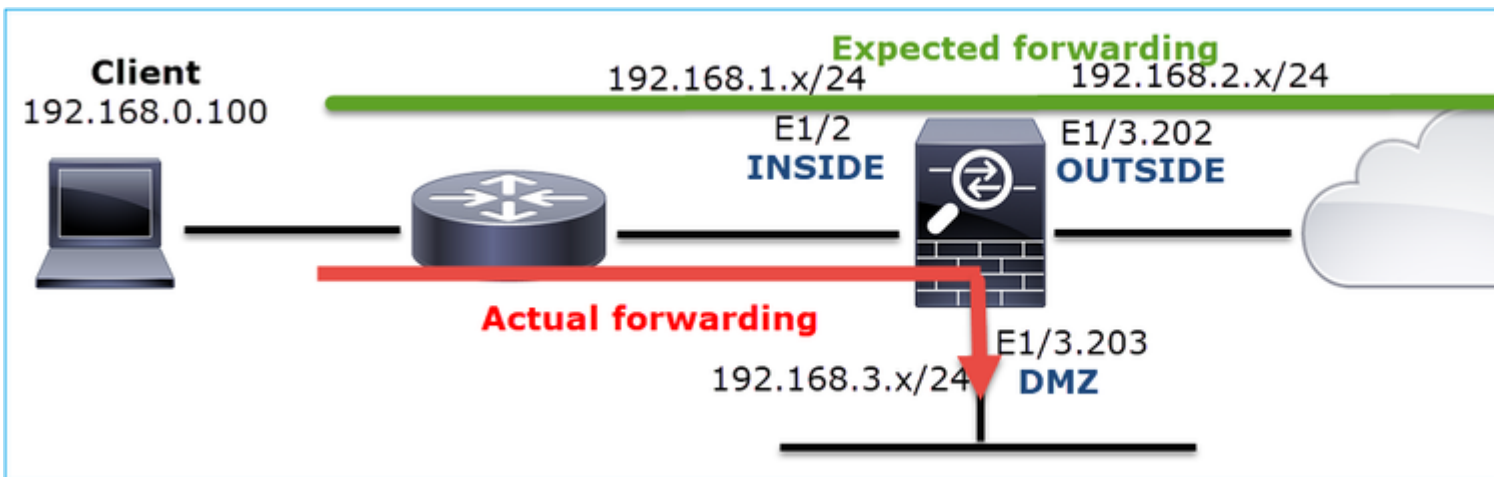 Expected forwarding
Client
192.168.0.100
192.168.1.x/24
192.168.2.x/24
E1/2
INSIDE
E1/3.202
OUTSIDE
Actual forwarding
E1/3.203
192.168.3.x/24
DMZ